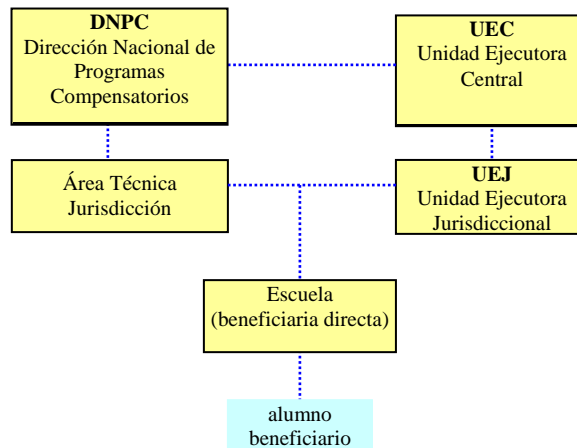 DNPC
Dirección Nacional de
Programas
Compensatorios
UEC
Unidad Ejecutora
Central
Área Técnica
Jurisdicción
UEJ
Unidad Ejecutora
Jurisdiccional
Escuela
(beneficiaria directa)
alumno
beneficiario